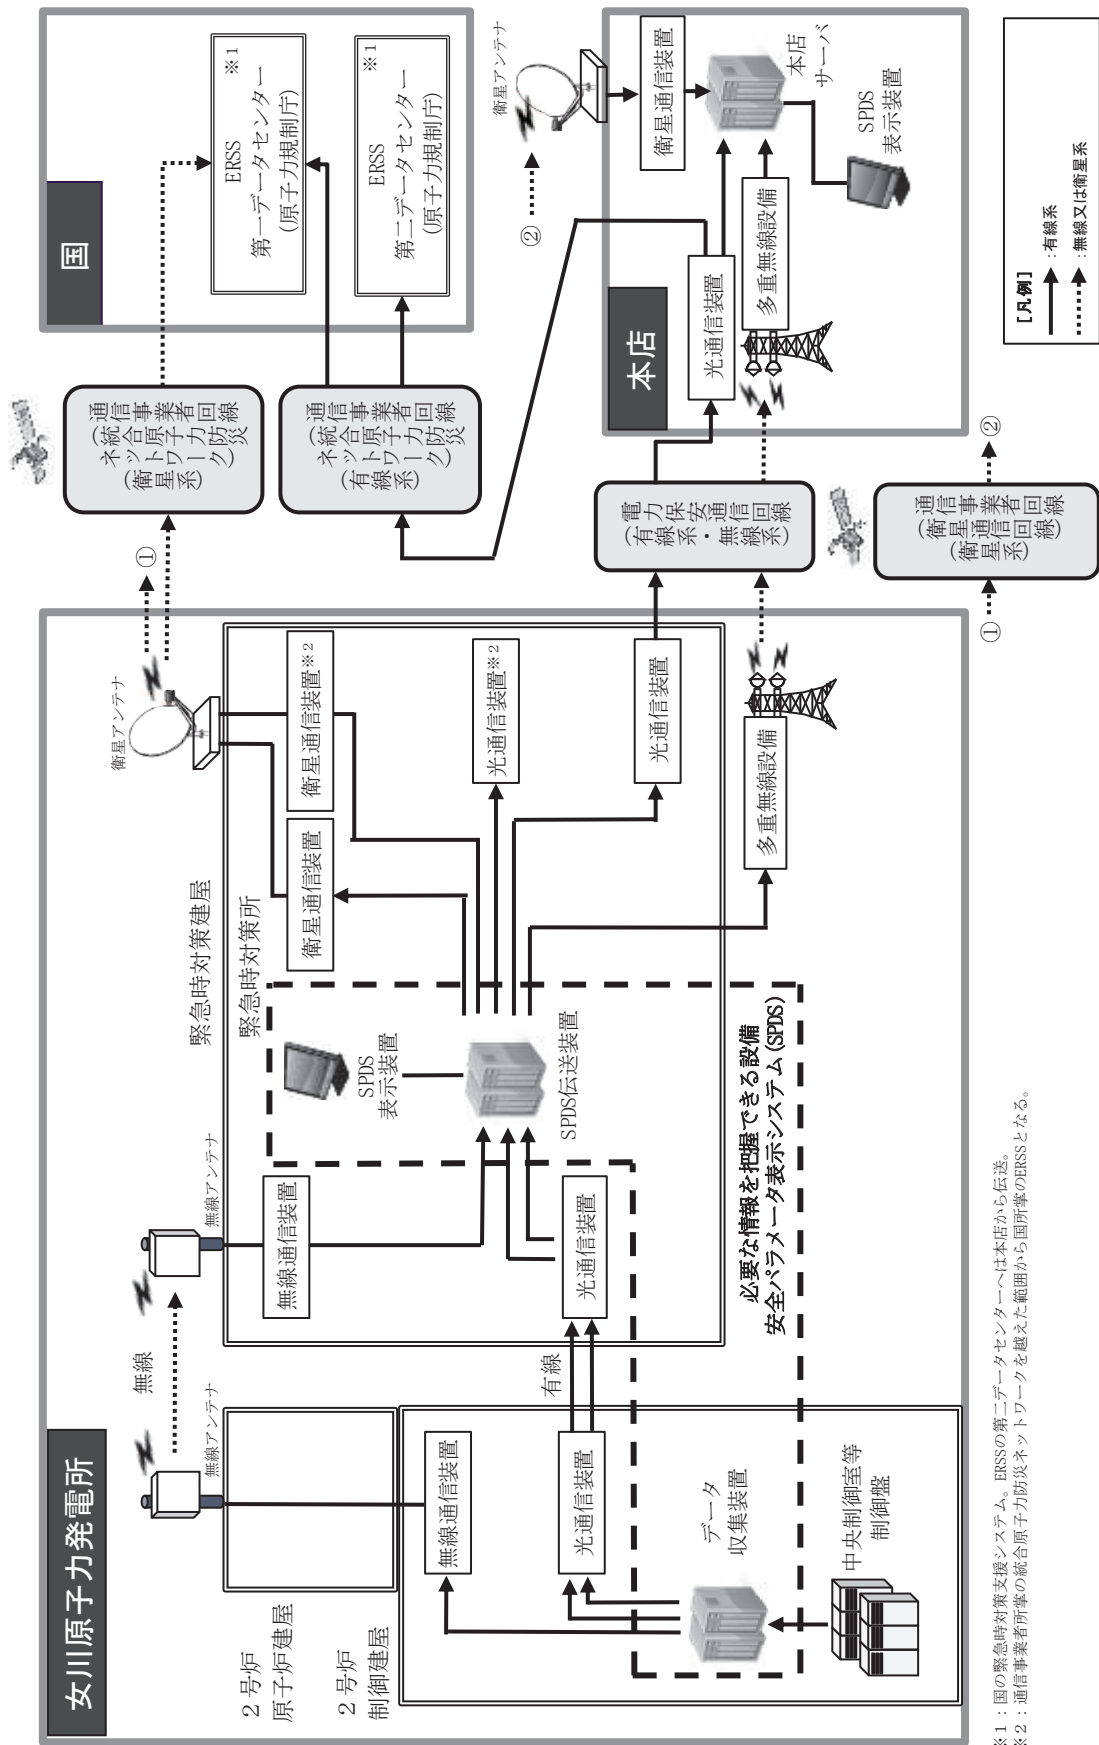 女川原子力発電所
２号炉
原子炉建屋
２号炉
制御建屋
無線アンテナ
無線
無線アンテナ
無線通信装置
光通信装置
有線
データ
収集装置
中央制御室等
制御盤
緊急時対策建屋
緊急時対策所
無線通信装置
光通信装置
SPDS
表示装置
SPDS伝送装置
必要な情報を把握できる設備
安全パラメータ表示システム(SPDS)
衛星アンテナ
衛星通信装置
衛星通信装置※2
光通信装置※2
光通信装置
多重無線設備
①
通信事業者回線
(統合原子力防災
ネットワーク)
(衛星系)
通信事業者回線
(統合原子力防災
ネットワーク)
(有線系)
電力保安通信回線
(有線系・無線系)
①
通信事業者回線
(衛星通信回線)
(衛星系)
②
国
※1
ERSS
第一データセンター
(原子力規制庁)
※1
ERSS
第二データセンター
(原子力規制庁)
本店
②
衛星アンテナ
衛星通信装置
光通信装置
多重無線設備
本店
サーバ
SPDS
表示装置
[凡例]
:有線系
:無線又は衛星系
※1：国の緊急時対策支援システム。ERSSの第二データセンターへは本店から伝送。
※2：通信事業者所掌の統合原子力防災ネットワークを越えた範囲から国所掌のERSSとなる。